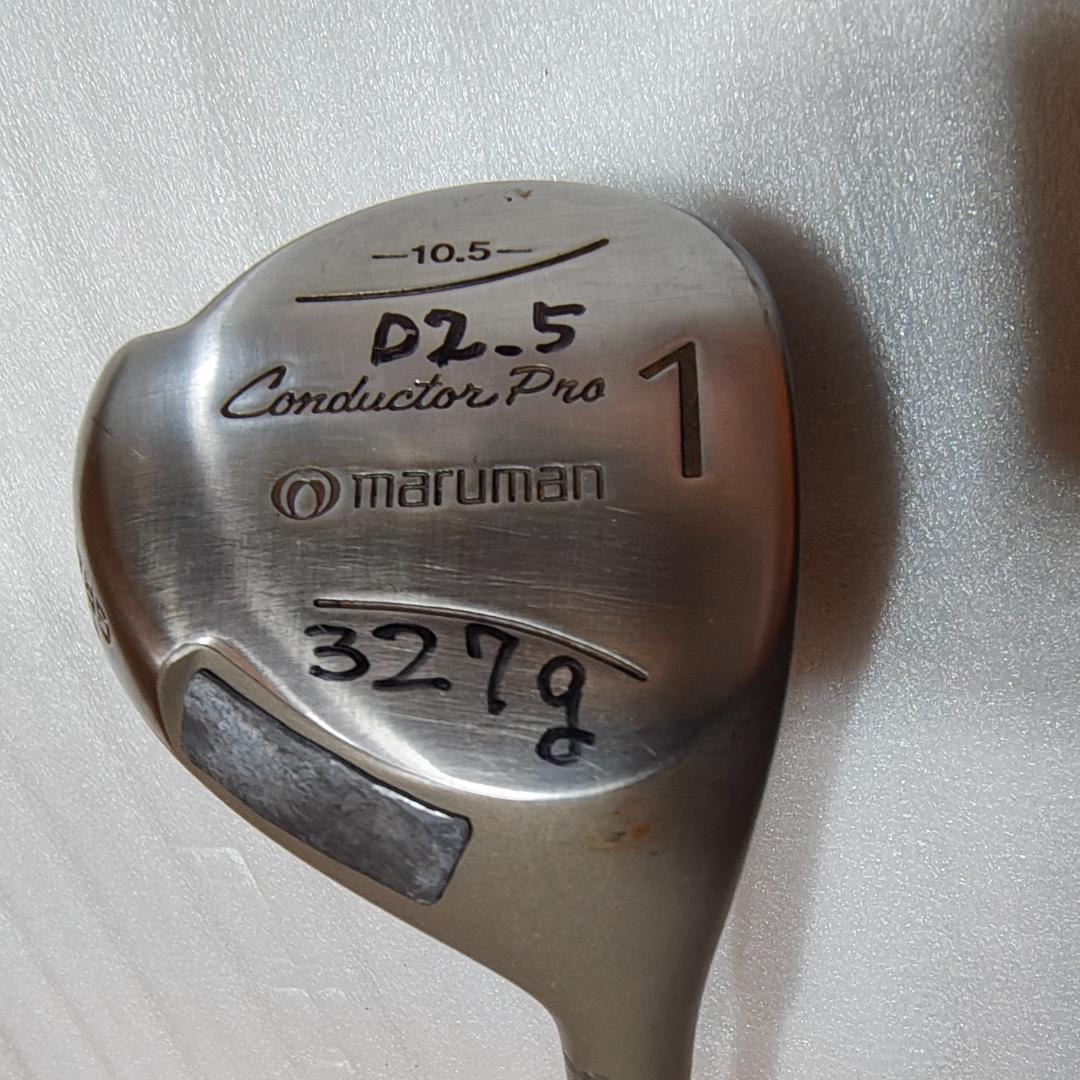 —10.5—
D2.5
Conductor Pro 1
maruman
327g